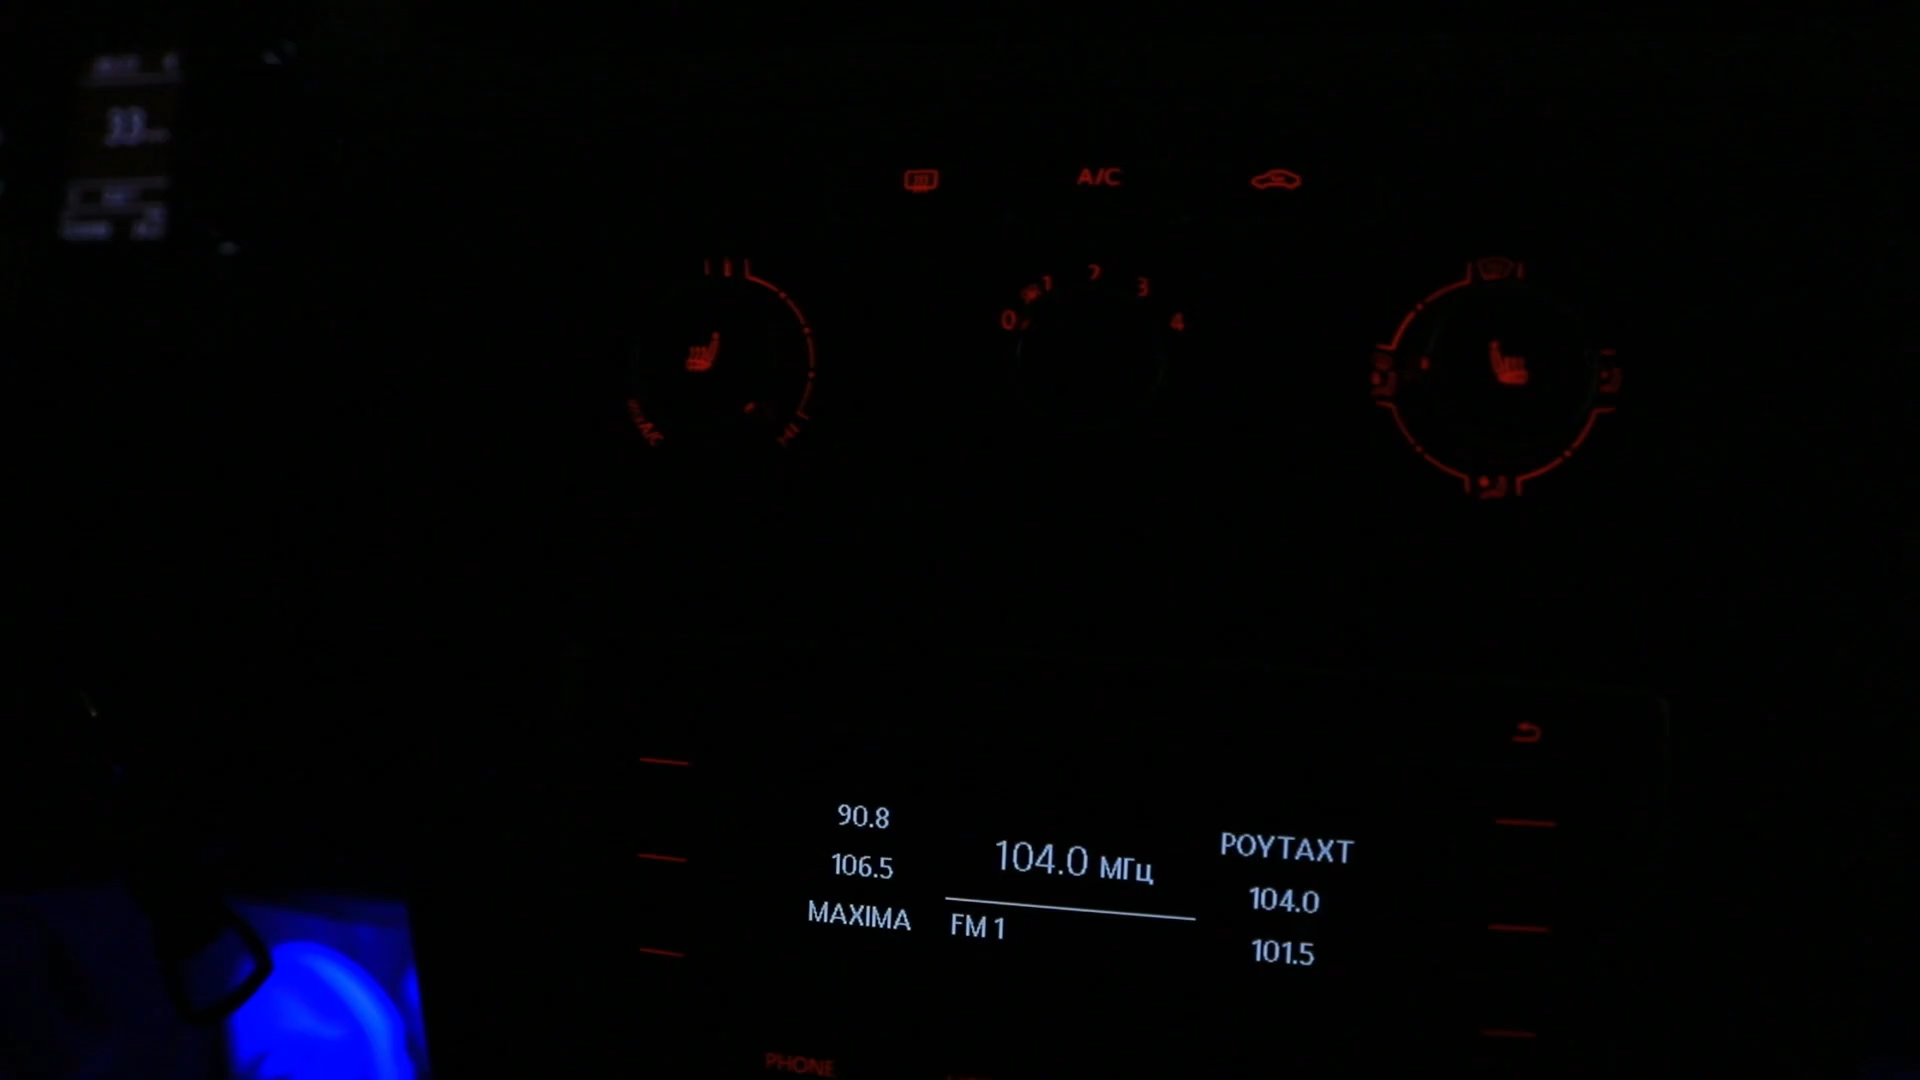 33
A/C
0 1 2 3 4
A/C
90.8
106.5
MAXIMA
104.0 МГц
FM 1
POYTAXT
104.0
101.5
PHONE